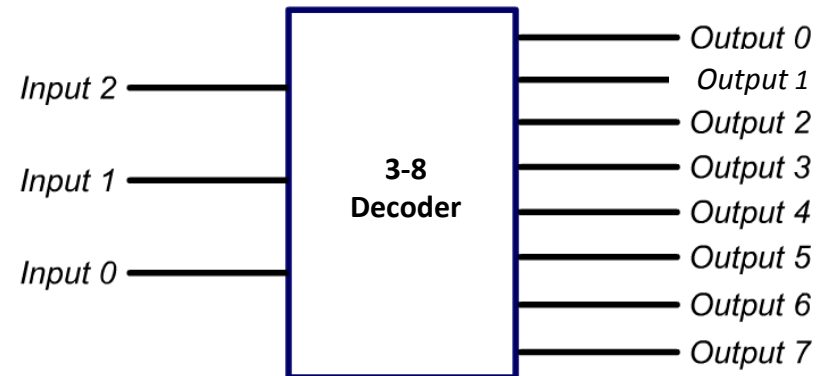 Input 2
Input 1
Input 0
3-8
Decoder
Output 0
Output 1
Output 2
Output 3
Output 4
Output 5
Output 6
Output 7